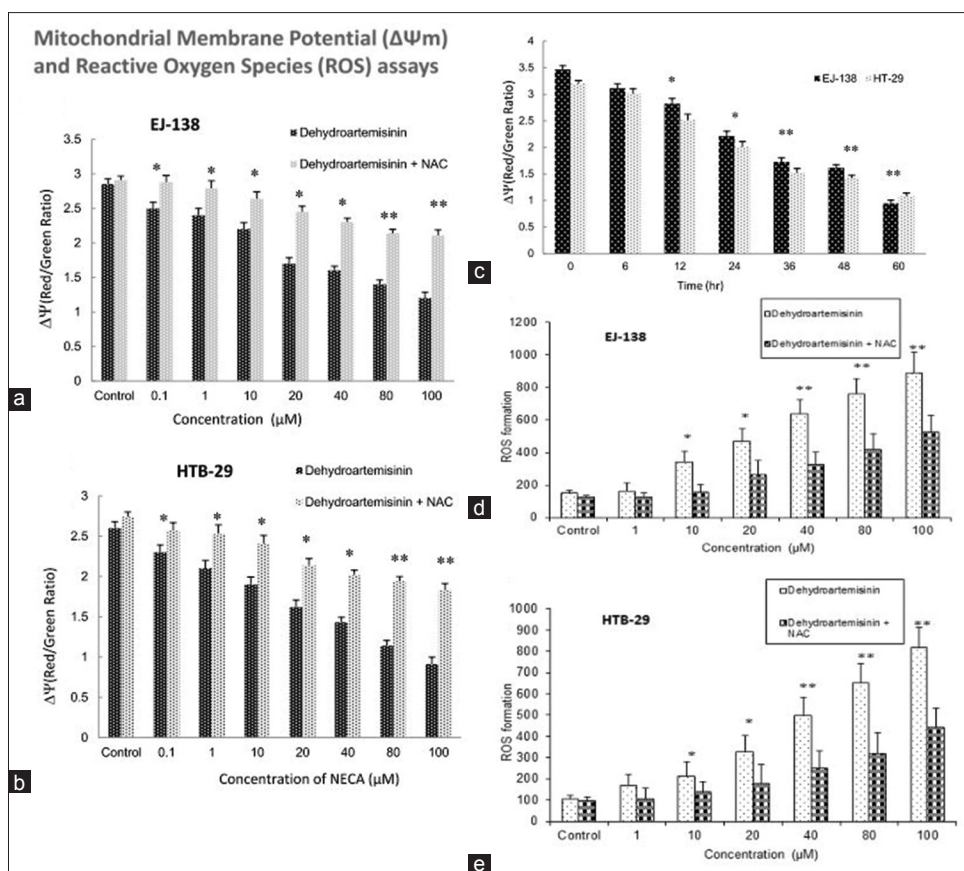 Mitochondrial Membrane Potential (ΔΨm)
and Reactive Oxygen Species (ROS) assays
EJ-138
Dehydroartemisinin
Dehydroartemisinin + NAC
ΔΨ(Red/Green Ratio)
3.5
3
2.5
2
1.5
1
0.5
0
* * * * * ** **
Control 0.1 1 10 20 40 80 100
Concentration (µM)
a
HTB-29
Dehydroartemisinin
Dehydroartemisinin + NAC
ΔΨ(Red/Green Ratio)
3
2.5
2
1.5
1
0.5
0
* * * * * ** **
Control 0.1 1 10 20 40 80 100
Concentration of NECA (µM)
b
EJ-138 HT-29
ΔΨ(Red/Green Ratio)
4
3.5
3
2.5
2
1.5
1
0.5
0
* * ** ** **
0 6 12 24 36 48 60
Time (hr)
c
EJ-138
Dehydroartemisinin
Dehydroartemisinin + NAC
ROS formation
1200
1000
800
600
400
200
0
* * ** ** **
Control 1 10 20 40 80 100
Concentration (µM)
d
HTB-29
Dehydroartemisinin
Dehydroartemisinin +
NAC
ROS formation
1000
900
800
700
600
500
400
300
200
100
0
* * ** ** **
Control 1 10 20 40 80 100
Concentration (µM)
e